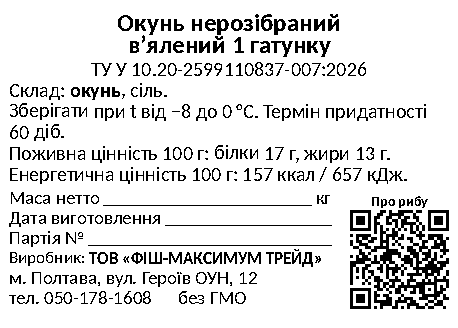 Окунь нерозібраний
в’ялений 1 гатунку
ТУ У 10.20-2599110837-007:2026
Склад: окунь, сіль.
Зберігати при t від –8 до 0 °С. Термін придатності
60 діб.
Поживна цінність 100 г: білки 17 г, жири 13 г.
Енергетична цінність 100 г: 157 ккал / 657 кДж.
Маса нетто ____________________ кг
Про рибу
Дата виготовлення ________________
Партія № _______________________
Виробник: ТОВ «ФІШ-МАКСИМУМ ТРЕЙД»
м. Полтава, вул. Героїв ОУН, 12
тел. 050-178-1608 без ГМО